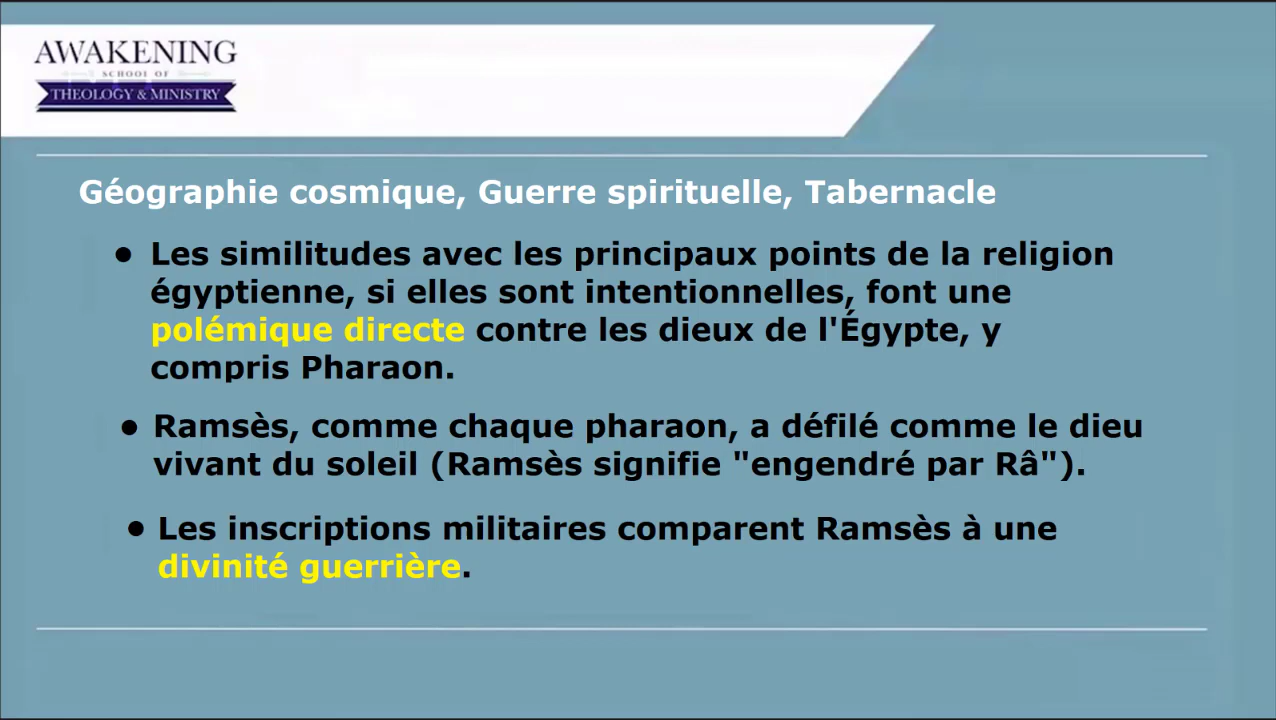 AWAKENING
SCHOOL OF
THEOLOGY & MINISTRY
Géographie cosmique, Guerre spirituelle, Tabernacle
• Les similitudes avec les principaux points de la religion
égyptienne, si elles sont intentionnelles, font une
polémique directe contre les dieux de l'Égypte, y
compris Pharaon.
• Ramsès, comme chaque pharaon, a défilé comme le dieu
vivant du soleil (Ramsès signifie "engendré par Râ").
• Les inscriptions militaires comparent Ramsès à une
divinité guerrière.